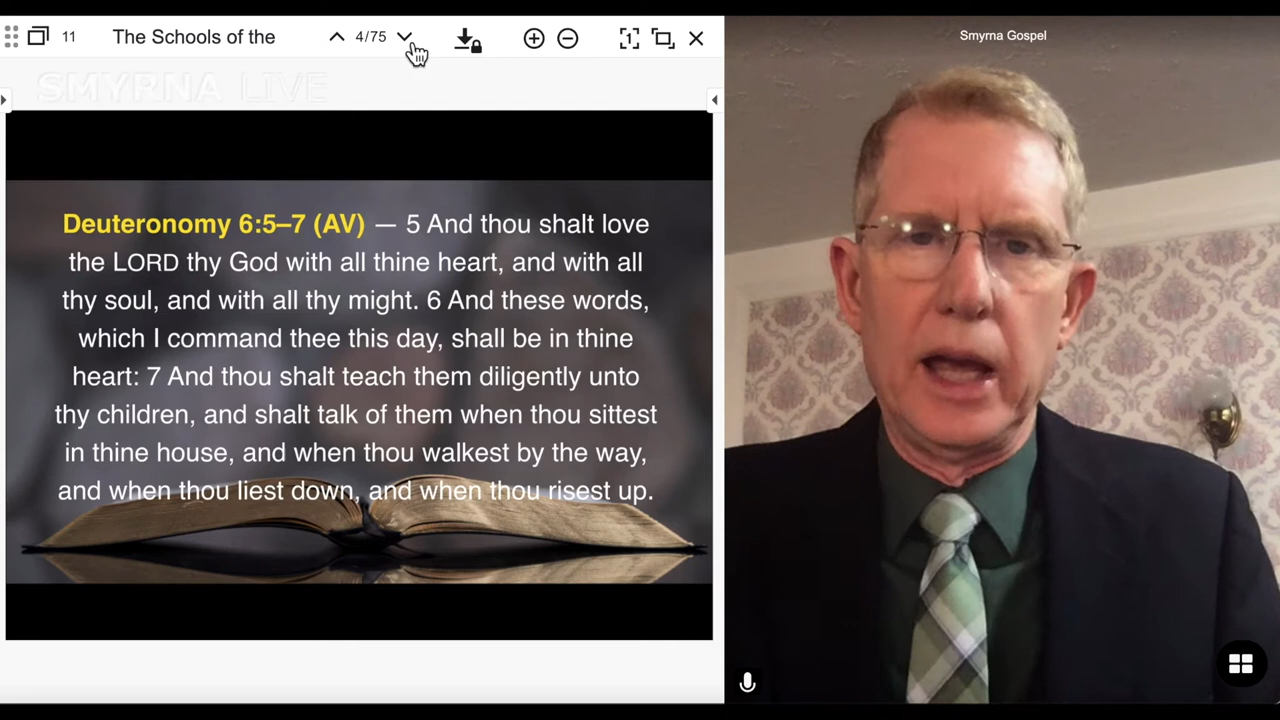 11 The Schools of the 4/75
Smyrna Gospel
SMYRNA LIVE
Deuteronomy 6:5–7 (AV) — 5 And thou shalt love
the LORD thy God with all thine heart, and with all
thy soul, and with all thy might. 6 And these words,
which I command thee this day, shall be in thine
heart: 7 And thou shalt teach them diligently unto
thy children, and shalt talk of them when thou sittest
in thine house, and when thou walkest by the way,
and when thou liest down, and when thou risest up.